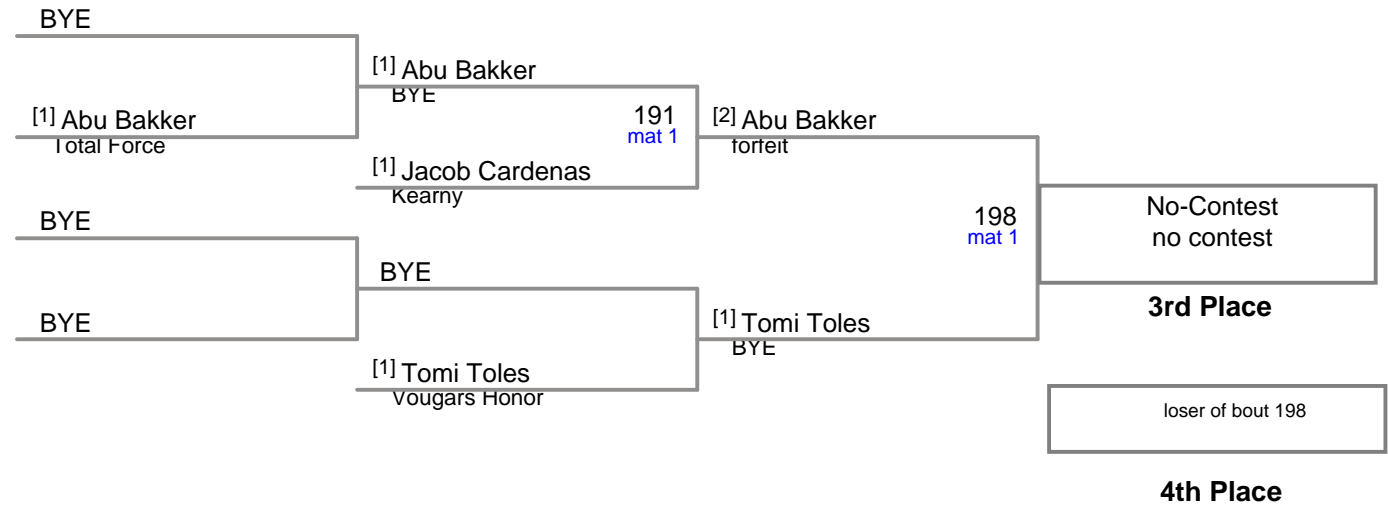 BYE
[1] Abu Bakker
BYE
[1] Abu Bakker
Total Force
191
mat 1
[2] Abu Bakker
forfeit
[1] Jacob Cardenas
Kearny
BYE
198
mat 1
No-Contest
no contest
BYE
3rd Place
BYE
[1] Tomi Toles
BYE
[1] Tomi Toles
Vougars Honor
loser of bout 198
4th Place